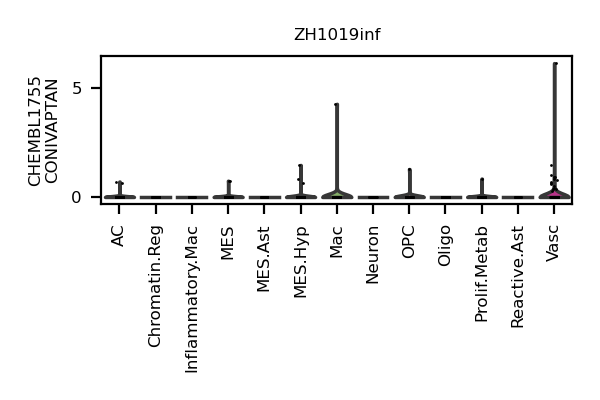 ZH1019inf
CHEMBL1755
CONIVAPTAN
5
0
AC
Chromatin.Reg
Inflammatory.Mac
MES
MES.Ast
MES.Hyp
Mac
Neuron
OPC
Oligo
Prolif.Metab
Reactive.Ast
Vasc